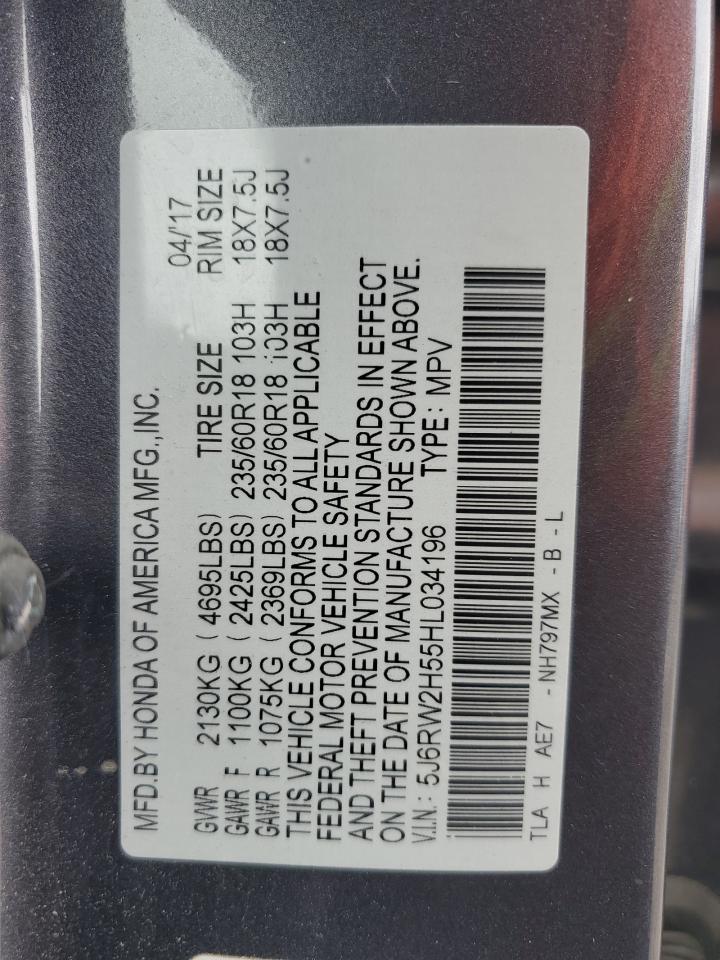 MFD.BY HONDA OF AMERICA MFG.,INC.
04/'17
GVWR 2130KG ( 4695LBS) TIRE SIZE RIM SIZE
GAWR F 1100KG ( 2425LBS) 235/60R18 103H 18X7.5J
GAWR R 1075KG ( 2369LBS) 235/60R18 103H 18X7.5J
THIS VEHICLE CONFORMS TO ALL APPLICABLE
FEDERAL MOTOR VEHICLE SAFETY
AND THEFT PREVENTION STANDARDS IN EFFECT
ON THE DATE OF MANUFACTURE SHOWN ABOVE.
V.I.N.: 5J6RW2H55HL034196 TYPE: MPV
TLA H AE7 - NH797MX - B - L